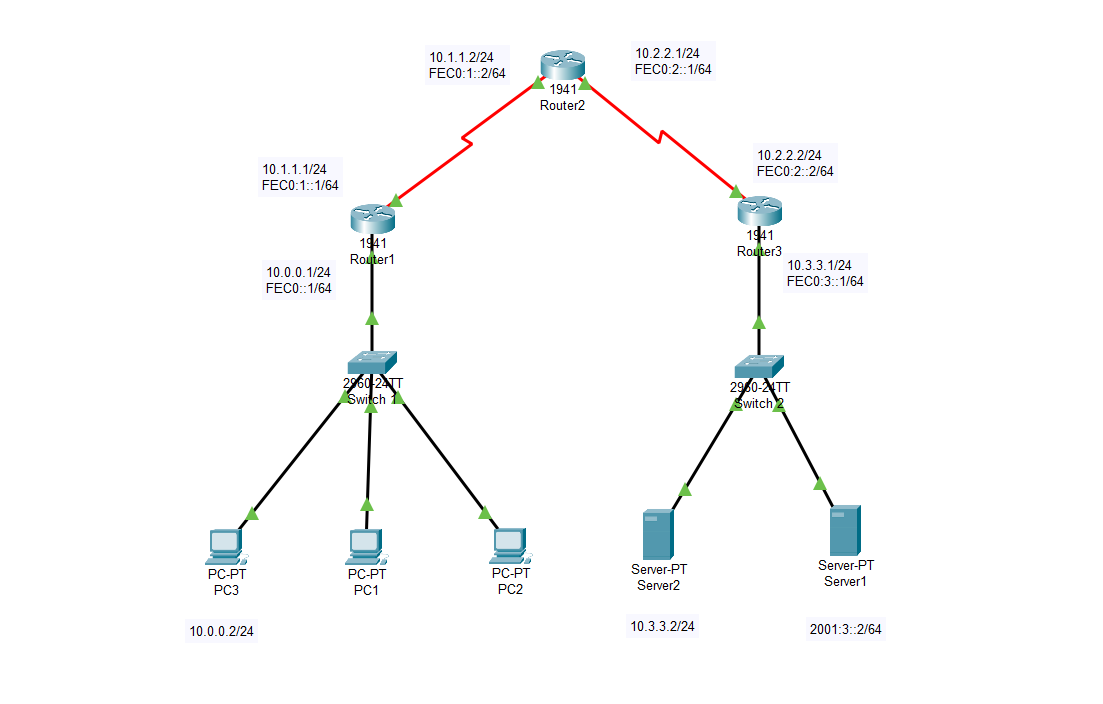 10.1.1.2/24
FEC0:1::2/64
10.2.2.1/24
FEC0:2::1/64
1941
Router2
10.1.1.1/24
FEC0:1::1/64
10.2.2.2/24
FEC0:2::2/64
1941
Router1
1941
Router3
10.0.0.1/24
FEC0::1/64
10.3.3.1/24
FEC0:3::1/64
2960-24TT
Switch 1
2960-24TT
Switch 2
PC-PT
PC3
PC-PT
PC1
PC-PT
PC2
Server-PT
Server2
Server-PT
Server1
10.0.0.2/24
10.3.3.2/24
2001:3::2/64